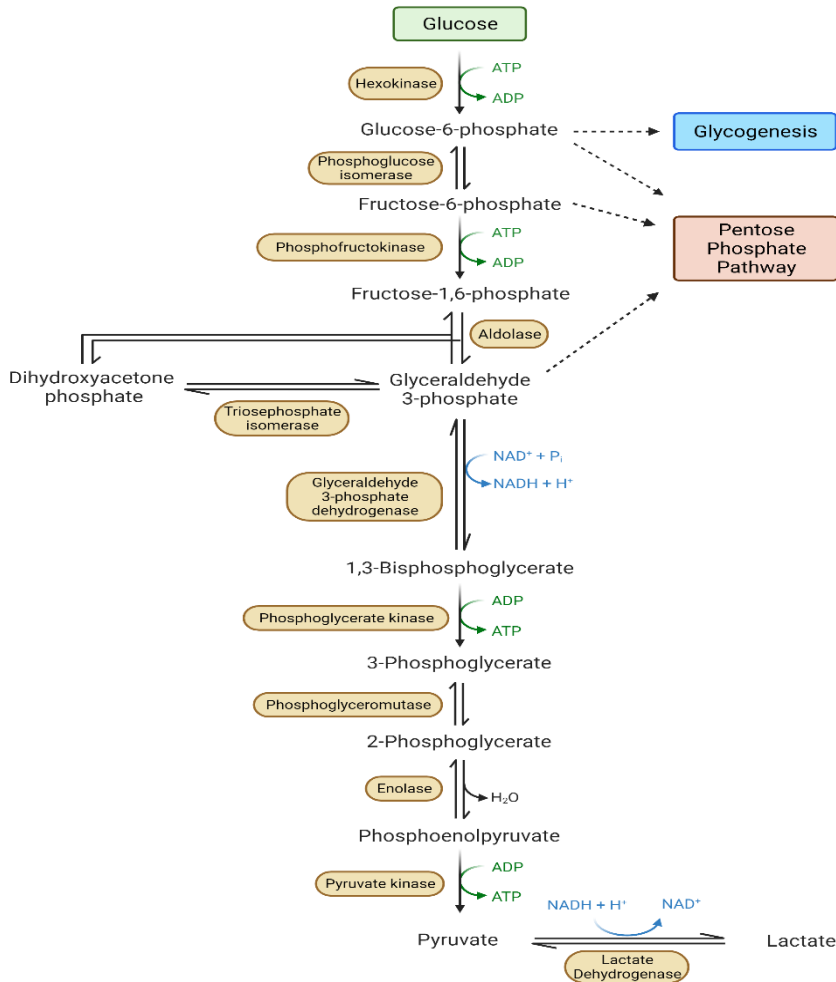 Glucose
ATP
Hexokinase
ADP
Glucose-6-phosphate
Glycogenesis
Phosphoglucose
isomerase
Fructose-6-phosphate
Pentose
Phosphate
Pathway
ATP
Phosphofructokinase
ADP
Fructose-1,6-phosphate
Aldolase
Dihydroxyacetone
phosphate
Glyceraldehyde
3-phosphate
Triosephosphate
isomerase
NAD⁺ + Pᵢ
NADH + H⁺
Glyceraldehyde
3-phosphate
dehydrogenase
1,3-Bisphosphoglycerate
ADP
Phosphoglycerate kinase
ATP
3-Phosphoglycerate
Phosphoglyceromutase
2-Phosphoglycerate
Enolase
H₂O
Phosphoenolpyruvate
ADP
Pyruvate kinase
ATP
NADH + H⁺
NAD⁺
Pyruvate
Lactate
Lactate
Dehydrogenase